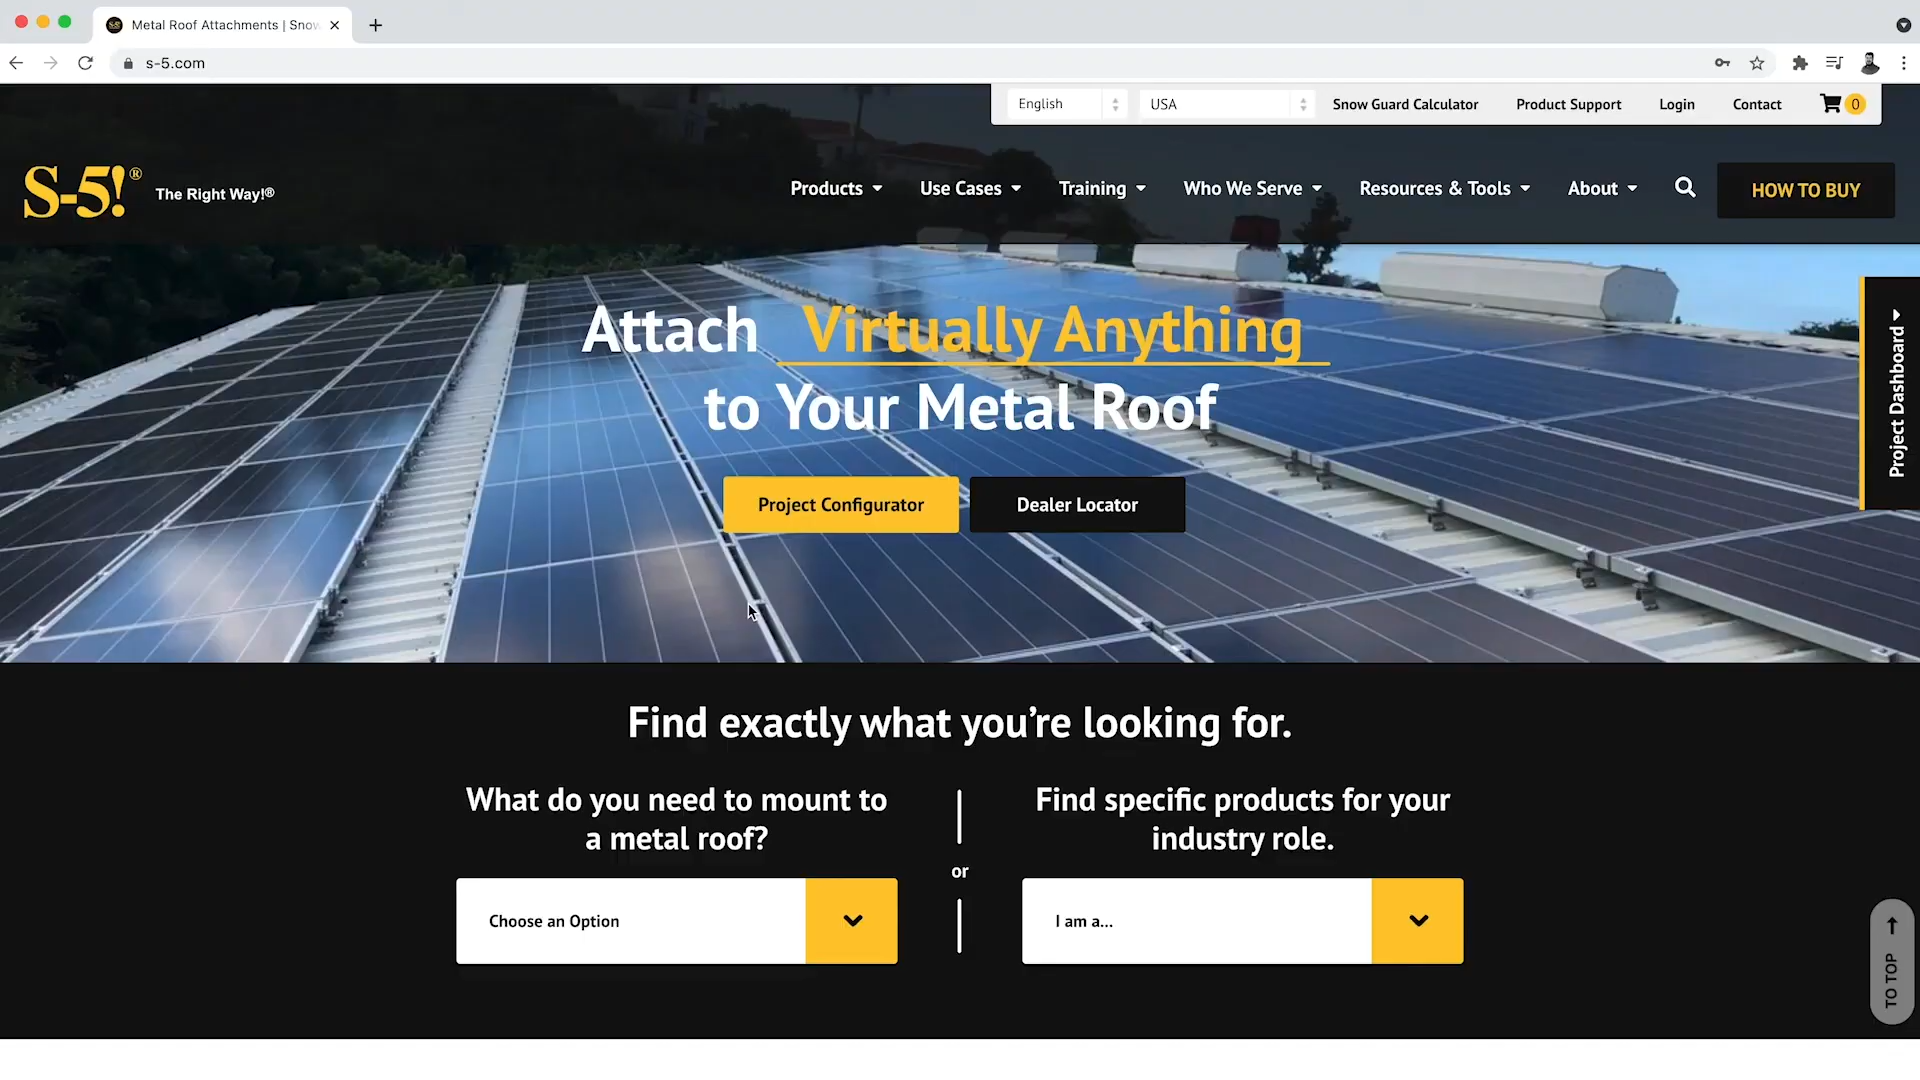 Metal Roof Attachments | Snow
s-5.com
English
USA
Snow Guard Calculator
Product Support
Login
Contact
0
S-5!®
The Right Way!®
Products
Use Cases
Training
Who We Serve
Resources & Tools
About
HOW TO BUY
Attach Virtually Anything
to Your Metal Roof
Project Configurator
Dealer Locator
Project Dashboard
Find exactly what you’re looking for.
What do you need to mount to
a metal roof?
Choose an Option
or
Find specific products for your
industry role.
I am a...
TO TOP